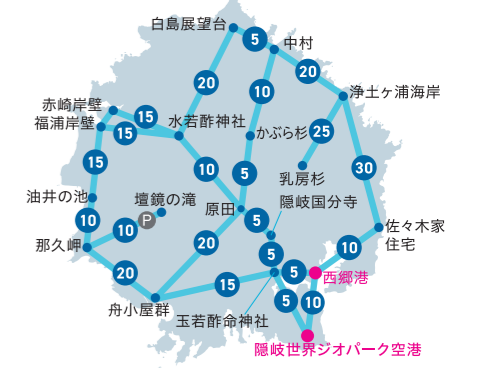 白島展望台
5
中村
20
20
10
浄土ヶ浦海岸
赤崎岸壁
15
福浦岸壁
15
水若酢神社
かぶら杉
25
15
10
5
乳房杉
30
油井の池
壇鏡の滝
原田
隠岐国分寺
10
P
5
佐々木家
住宅
10
那久岬
20
5
10
20
15
5
西郷港
舟小屋群
玉若酢命神社
5
10
隠岐世界ジオパーク空港